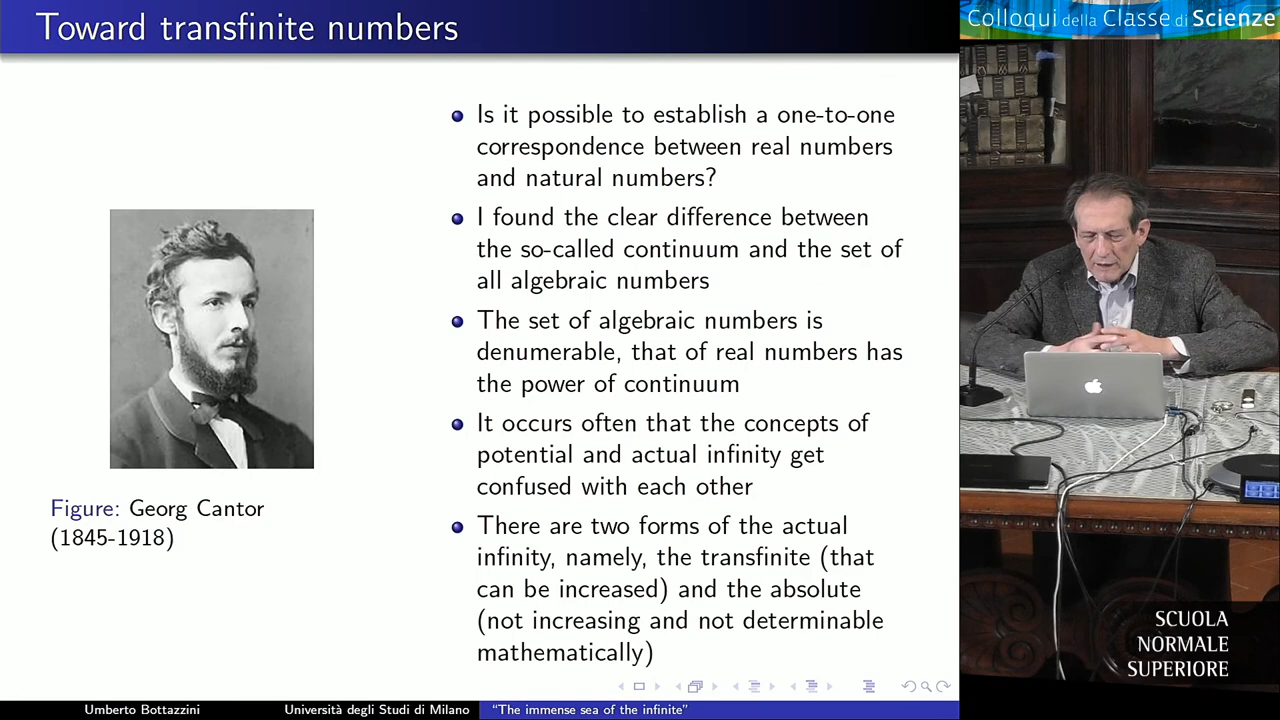 Toward transfinite numbers
Colloqui della Classe di Scienze
Is it possible to establish a one-to-one
correspondence between real numbers
and natural numbers?
I found the clear difference between
the so-called continuum and the set of
all algebraic numbers
The set of algebraic numbers is
denumerable, that of real numbers has
the power of continuum
It occurs often that the concepts of
potential and actual infinity get
confused with each other
There are two forms of the actual
infinity, namely, the transfinite (that
can be increased) and the absolute
(not increasing and not determinable
mathematically)
Figure: Georg Cantor
(1845-1918)
SCUOLA
NORMALE
SUPERIORE
Umberto Bottazzini
Università degli Studi di Milano
“The immense sea of the infinite”